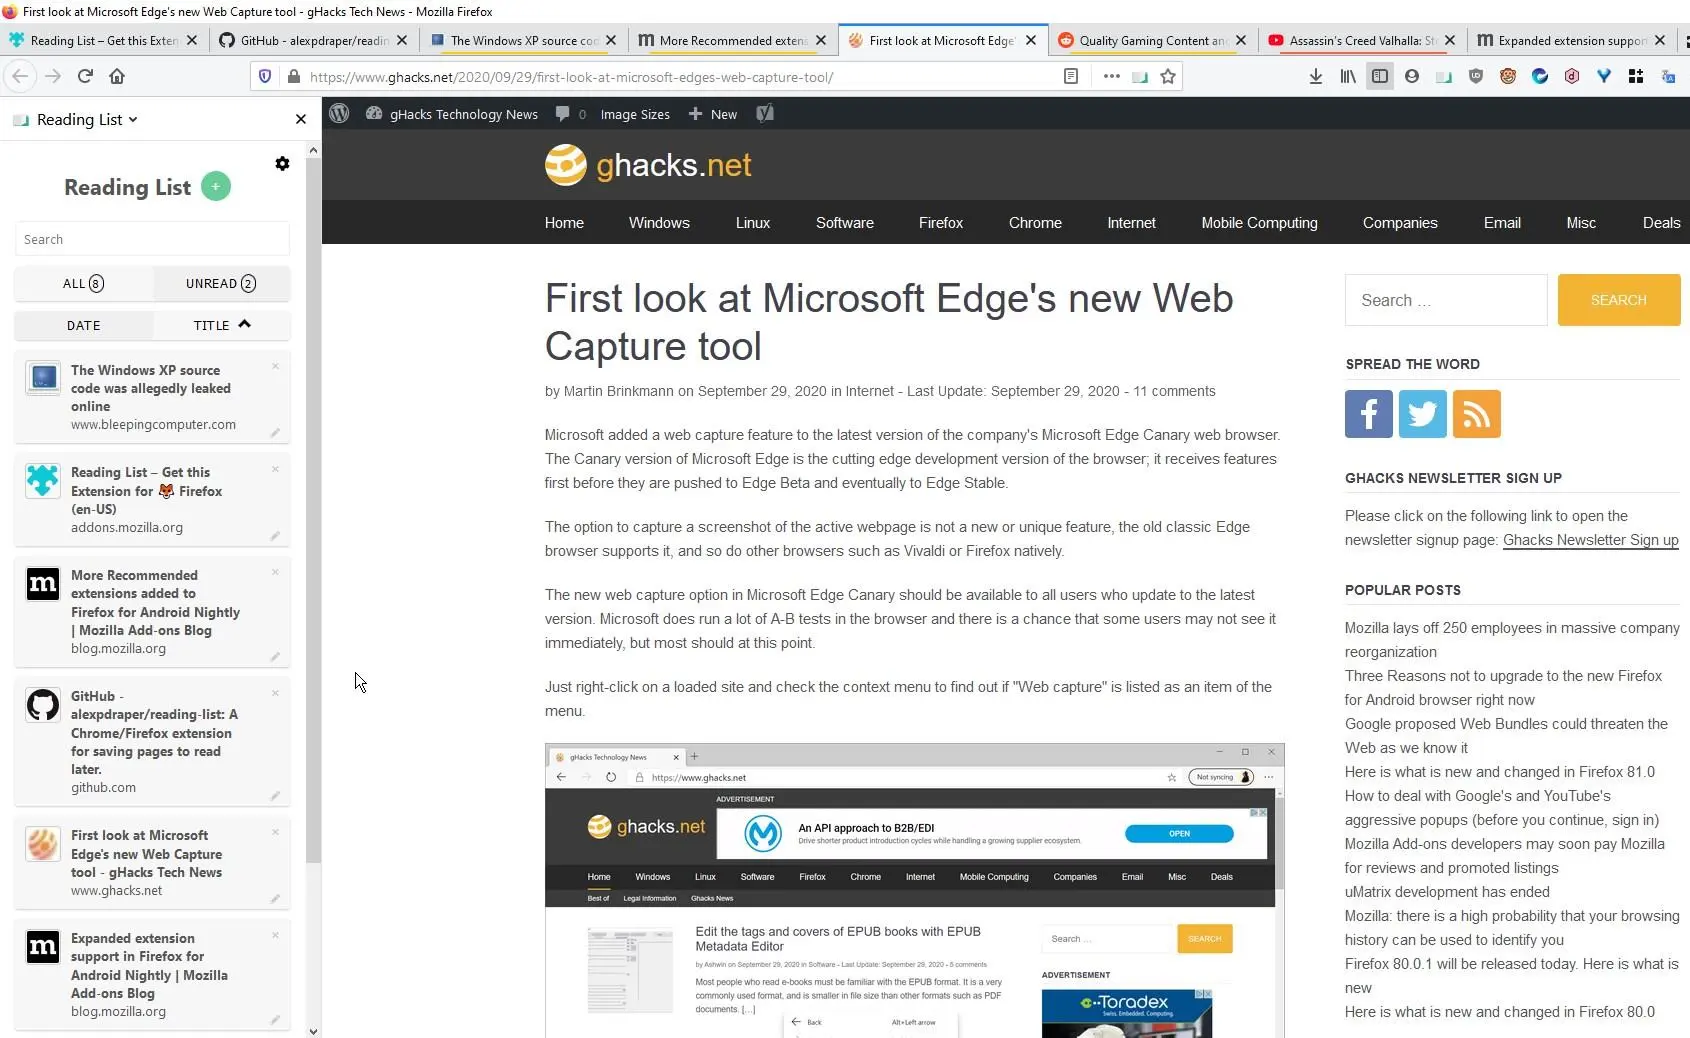 First look at Microsoft Edge's new Web Capture tool - gHacks Tech News - Mozilla Firefox
Reading List – Get this Exten
GitHub - alexpdraper/readin
The Windows XP source co
More Recommended extens
First look at Microsoft Edge'
Quality Gaming Content an
Assassin's Creed Valhalla: St
Expanded extension suppor
https://www.ghacks.net/2020/09/29/first-look-at-microsoft-edges-web-capture-tool/
Reading List
gHacks Technology News
0
Image Sizes
New
Reading List
Search
ALL 8
UNREAD 2
DATE
TITLE
The Windows XP source
code was allegedly leaked
online
www.bleepingcomputer.com
Reading List – Get this
Extension for 🦊 Firefox
(en-US)
addons.mozilla.org
More Recommended
extensions added to
Firefox for Android Nightly
| Mozilla Add-ons Blog
blog.mozilla.org
GitHub -
alexpdraper/reading-list: A
Chrome/Firefox extension
for saving pages to read
later.
github.com
First look at Microsoft
Edge's new Web Capture
tool - gHacks Tech News
www.ghacks.net
Expanded extension
support in Firefox for
Android Nightly | Mozilla
Add-ons Blog
blog.mozilla.org
ghacks.net
Home
Windows
Linux
Software
Firefox
Chrome
Internet
Mobile Computing
Companies
Email
Misc
Deals
First look at Microsoft Edge's new Web
Capture tool
by Martin Brinkmann on September 29, 2020 in Internet - Last Update: September 29, 2020 - 11 comments
Microsoft added a web capture feature to the latest version of the company's Microsoft Edge Canary web browser.
The Canary version of Microsoft Edge is the cutting edge development version of the browser; it receives features
first before they are pushed to Edge Beta and eventually to Edge Stable.
The option to capture a screenshot of the active webpage is not a new or unique feature, the old classic Edge
browser supports it, and so do other browsers such as Vivaldi or Firefox natively.
The new web capture option in Microsoft Edge Canary should be available to all users who update to the latest
version. Microsoft does run a lot of A-B tests in the browser and there is a chance that some users may not see it
immediately, but most should at this point.
Just right-click on a loaded site and check the context menu to find out if "Web capture" is listed as an item of the
menu.
gHacks Technology News
https://www.ghacks.net
Not syncing
ADVERTISEMENT
ghacks.net
An API approach to B2B/EDI
Drive shorter product introduction cycles while handling a growing supplier ecosystem.
OPEN
Home
Windows
Linux
Software
Firefox
Chrome
Internet
Mobile Computing
Companies
Email
Misc
Deals
Best of
Legal Information
Ghacks News
Edit the tags and covers of EPUB books with EPUB
Metadata Editor
by Ashwin on September 29, 2020 in Software - Last Update: September 29, 2020 - 5 comments
Most people who read e-books must be familiar with the EPUB format. It is a very
commonly used format, and is smaller in file size than other formats such as PDF
documents. [...]
Back
Alt+Left arrow
Search ...
SEARCH
ADVERTISEMENT
Toradex
Swiss. Embedded. Computing.
Search ...
SEARCH
SPREAD THE WORD
GHACKS NEWSLETTER SIGN UP
Please click on the following link to open the
newsletter signup page: Ghacks Newsletter Sign up
POPULAR POSTS
Mozilla lays off 250 employees in massive company
reorganization
Three Reasons not to upgrade to the new Firefox
for Android browser right now
Google proposed Web Bundles could threaten the
Web as we know it
Here is what is new and changed in Firefox 81.0
How to deal with Google's and YouTube's
aggressive popups (before you continue, sign in)
Mozilla Add-ons developers may soon pay Mozilla
for reviews and promoted listings
uMatrix development has ended
Mozilla: there is a high probability that your browsing
history can be used to identify you
Firefox 80.0.1 will be released today. Here is what is
new
Here is what is new and changed in Firefox 80.0